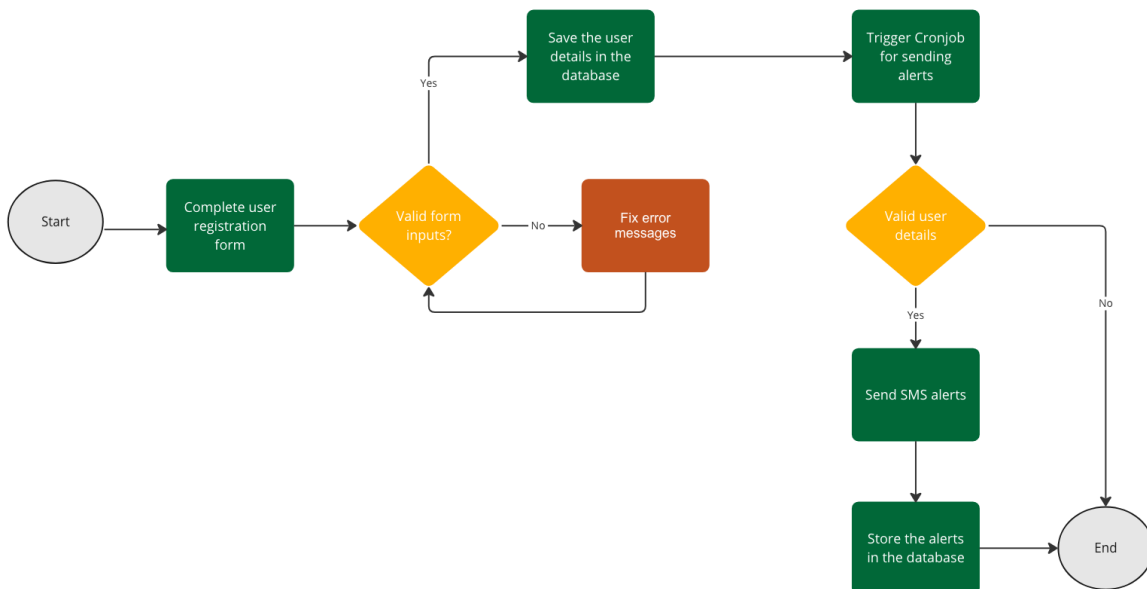 Save the user
details in the
database
Trigger Cronjob
for sending
alerts
Yes
Start
Complete user
registration
form
Valid form
inputs?
No
Fix error
messages
Valid user
details
No
Yes
Send SMS alerts
Store the alerts
in the database
End